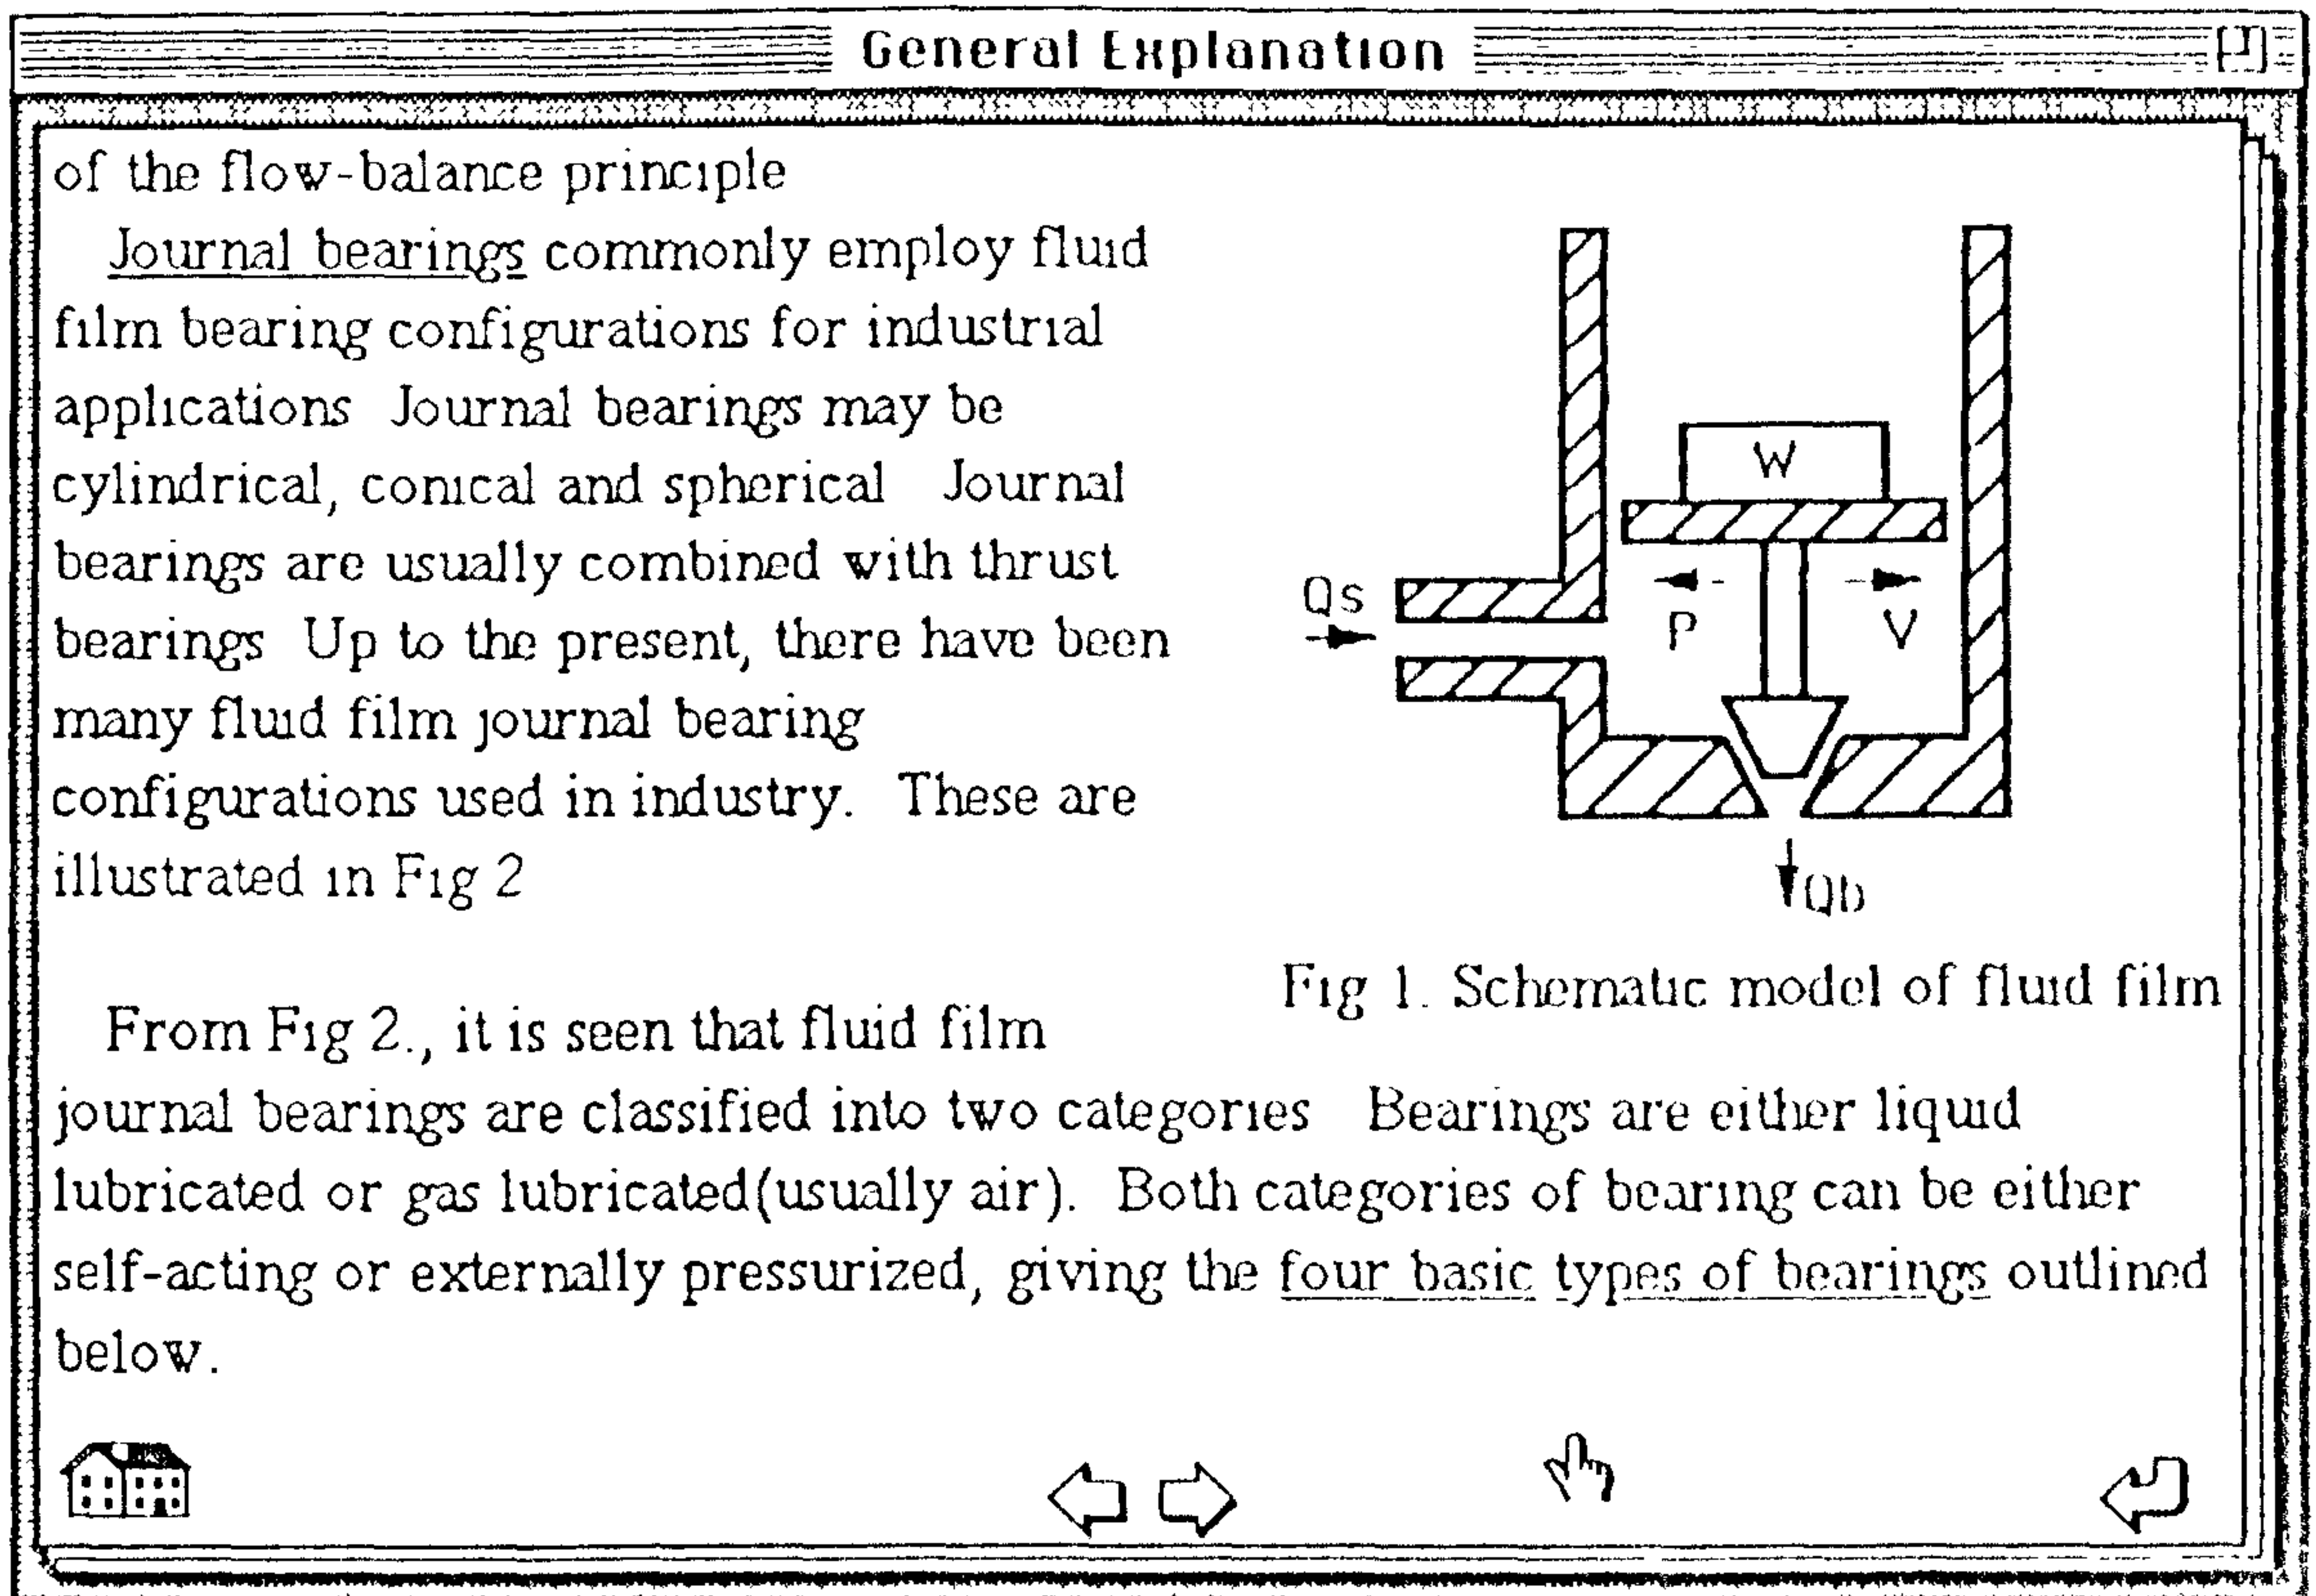 General Explanation
of the flow-balance principle
Journal bearings commonly employ fluid
film bearing configurations for industrial
applications Journal bearings may be
cylindrical, conical and spherical Journal
bearings are usually combined with thrust
bearings Up to the present, there have been
many fluid film journal bearing
configurations used in industry. These are
illustrated in Fig 2
W
Qs
P
V
Qb
Fig 1. Schematic model of fluid film
From Fig 2., it is seen that fluid film
journal bearings are classified into two categories Bearings are either liquid
lubricated or gas lubricated(usually air). Both categories of bearing can be either
self-acting or externally pressurized, giving the four basic types of bearings outlined
below.